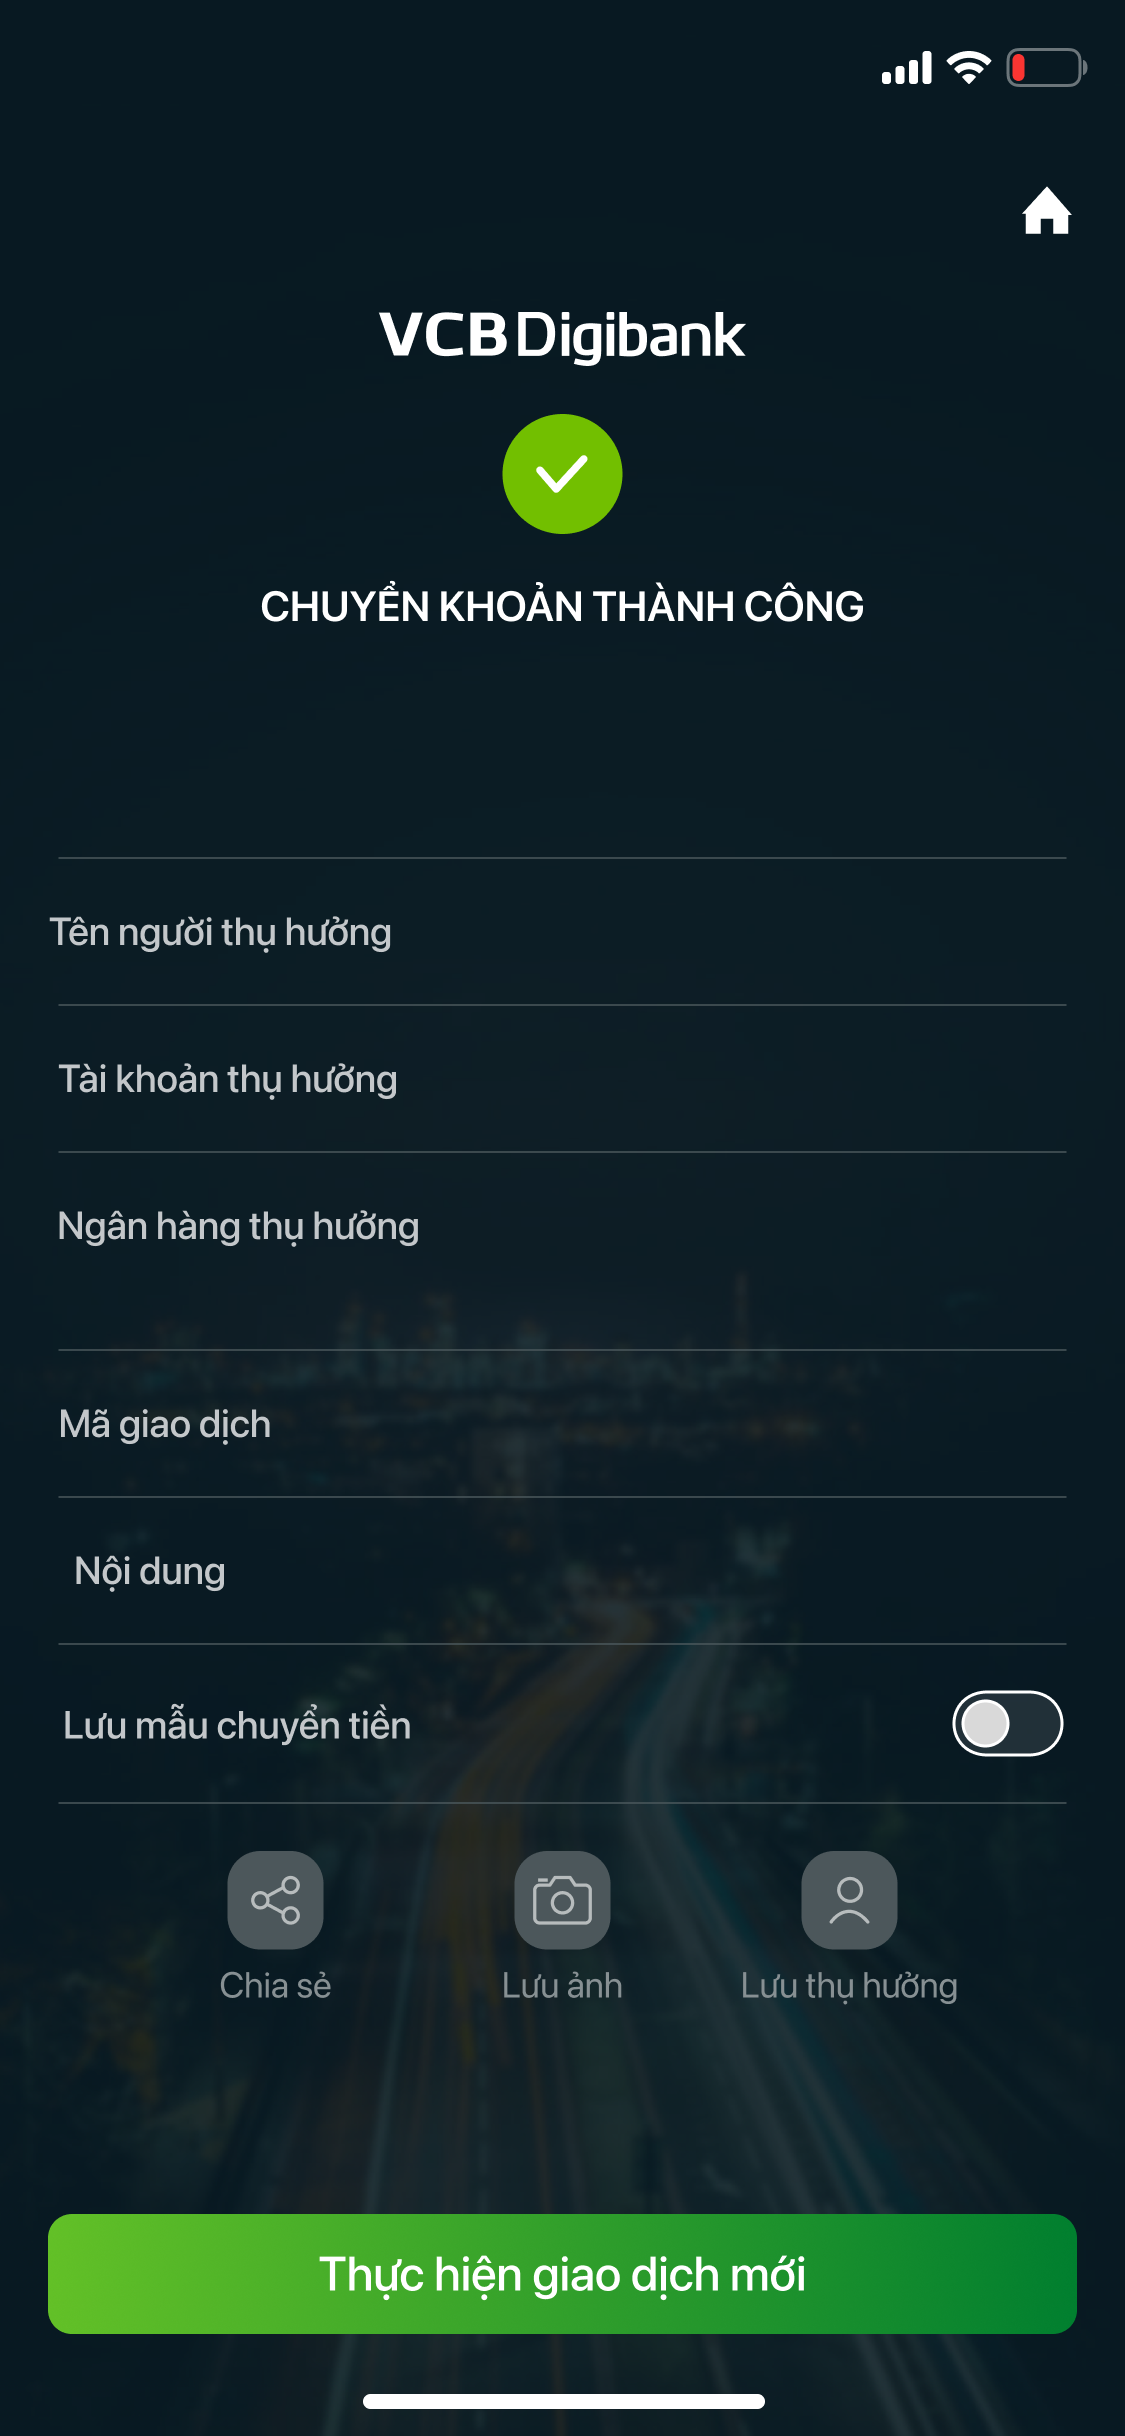 VCB Digibank
CHUYỂN KHOẢN THÀNH CÔNG
Tên người thụ hưởng
Tài khoản thụ hưởng
Ngân hàng thụ hưởng
Mã giao dịch
Nội dung
Lưu mẫu chuyển tiền
Chia sẻ
Lưu ảnh
Lưu thụ hưởng
Thực hiện giao dịch mới